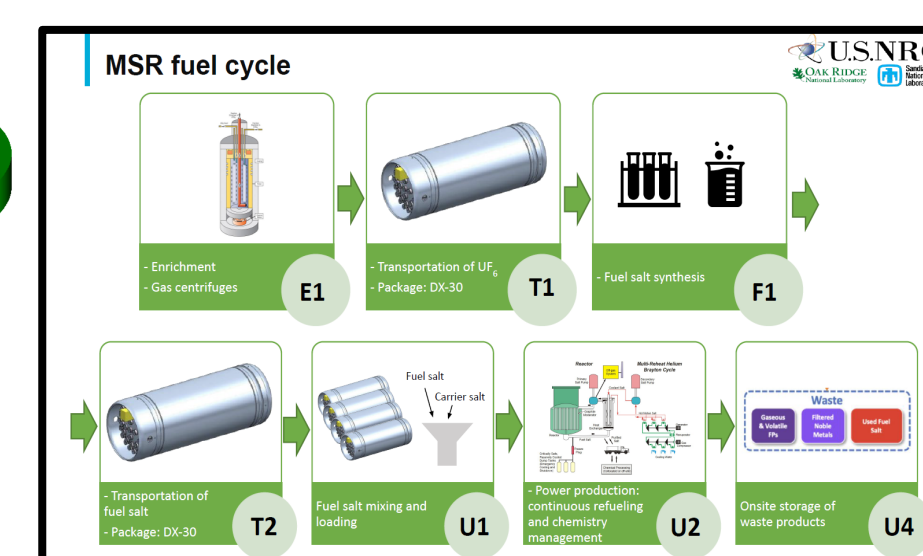 MSR fuel cycle
U.S.NR
OAK RIDGE
National Laboratory
Sandia
National
Labora
- Enrichment
- Gas centrifuges
E1
- Transportation of UF6
- Package: DX-30
T1
- Fuel salt synthesis
F1
- Transportation of
fuel salt
- Package: DX-30
T2
Fuel salt
Carrier salt
Fuel salt mixing and
loading
U1
Reactor
Multi-Reheat Helium
Brayton Cycle
- Power production:
continuous refueling
and chemistry
management
U2
Waste
Gaseous
& Volatile
FPs
Filtered
Noble
Metals
Used Fuel
Salt
Onsite storage of
waste products
U4